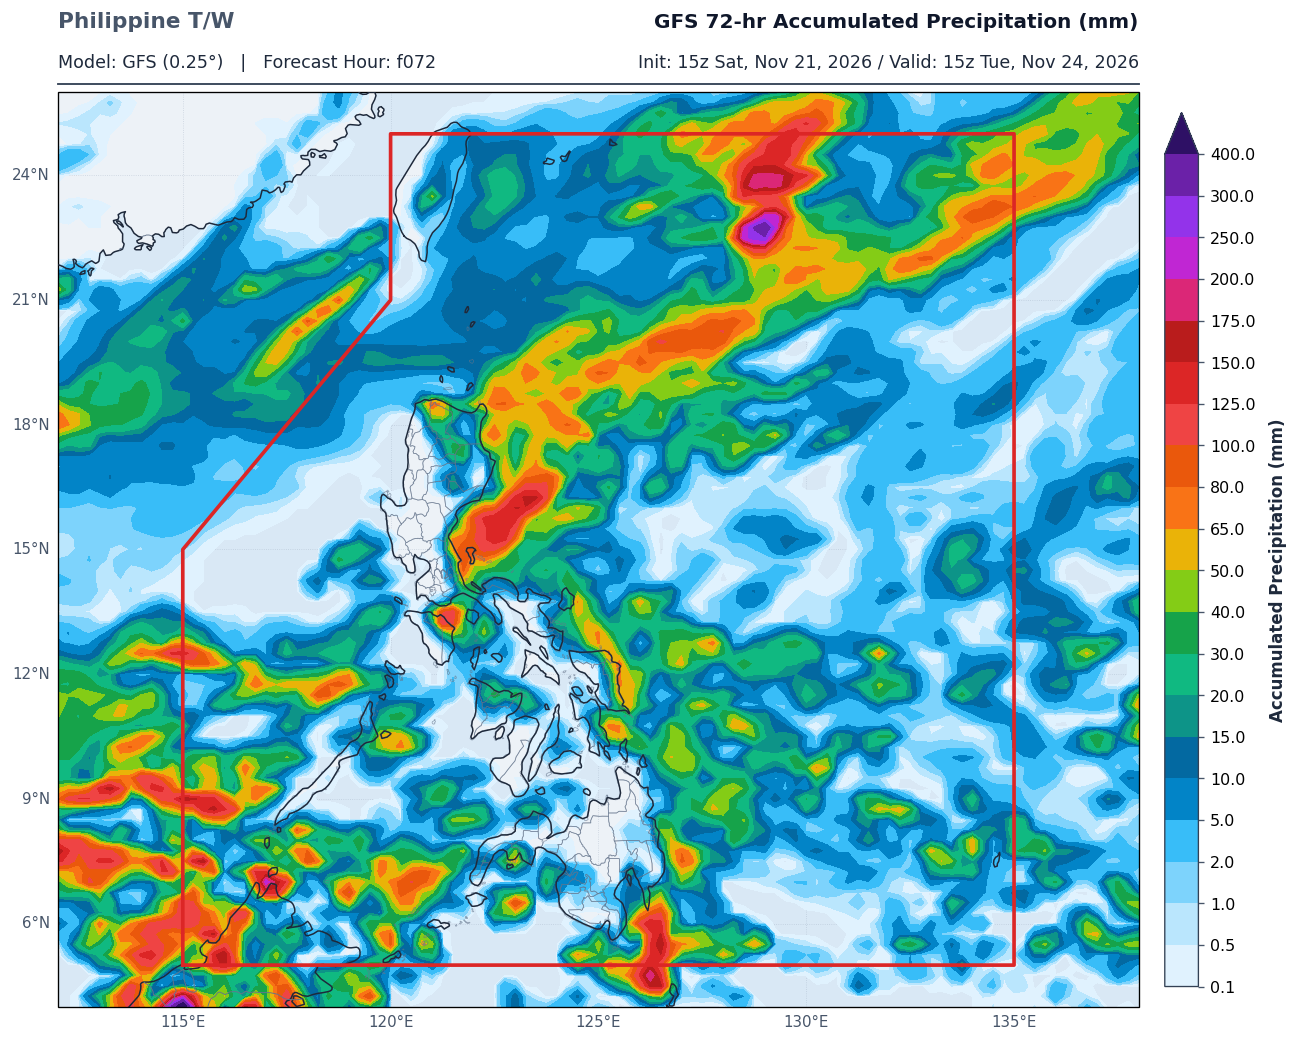 Philippine T/W
GFS 72-hr Accumulated Precipitation (mm)
Model: GFS (0.25°) | Forecast Hour: f072
Init: 15z Sat, Nov 21, 2026 / Valid: 15z Tue, Nov 24, 2026
24°N
21°N
18°N
15°N
12°N
9°N
6°N
115°E
120°E
125°E
130°E
135°E
400.0
300.0
250.0
200.0
175.0
150.0
125.0
100.0
80.0
65.0
50.0
40.0
30.0
20.0
15.0
10.0
5.0
2.0
1.0
0.5
0.1
Accumulated Precipitation (mm)